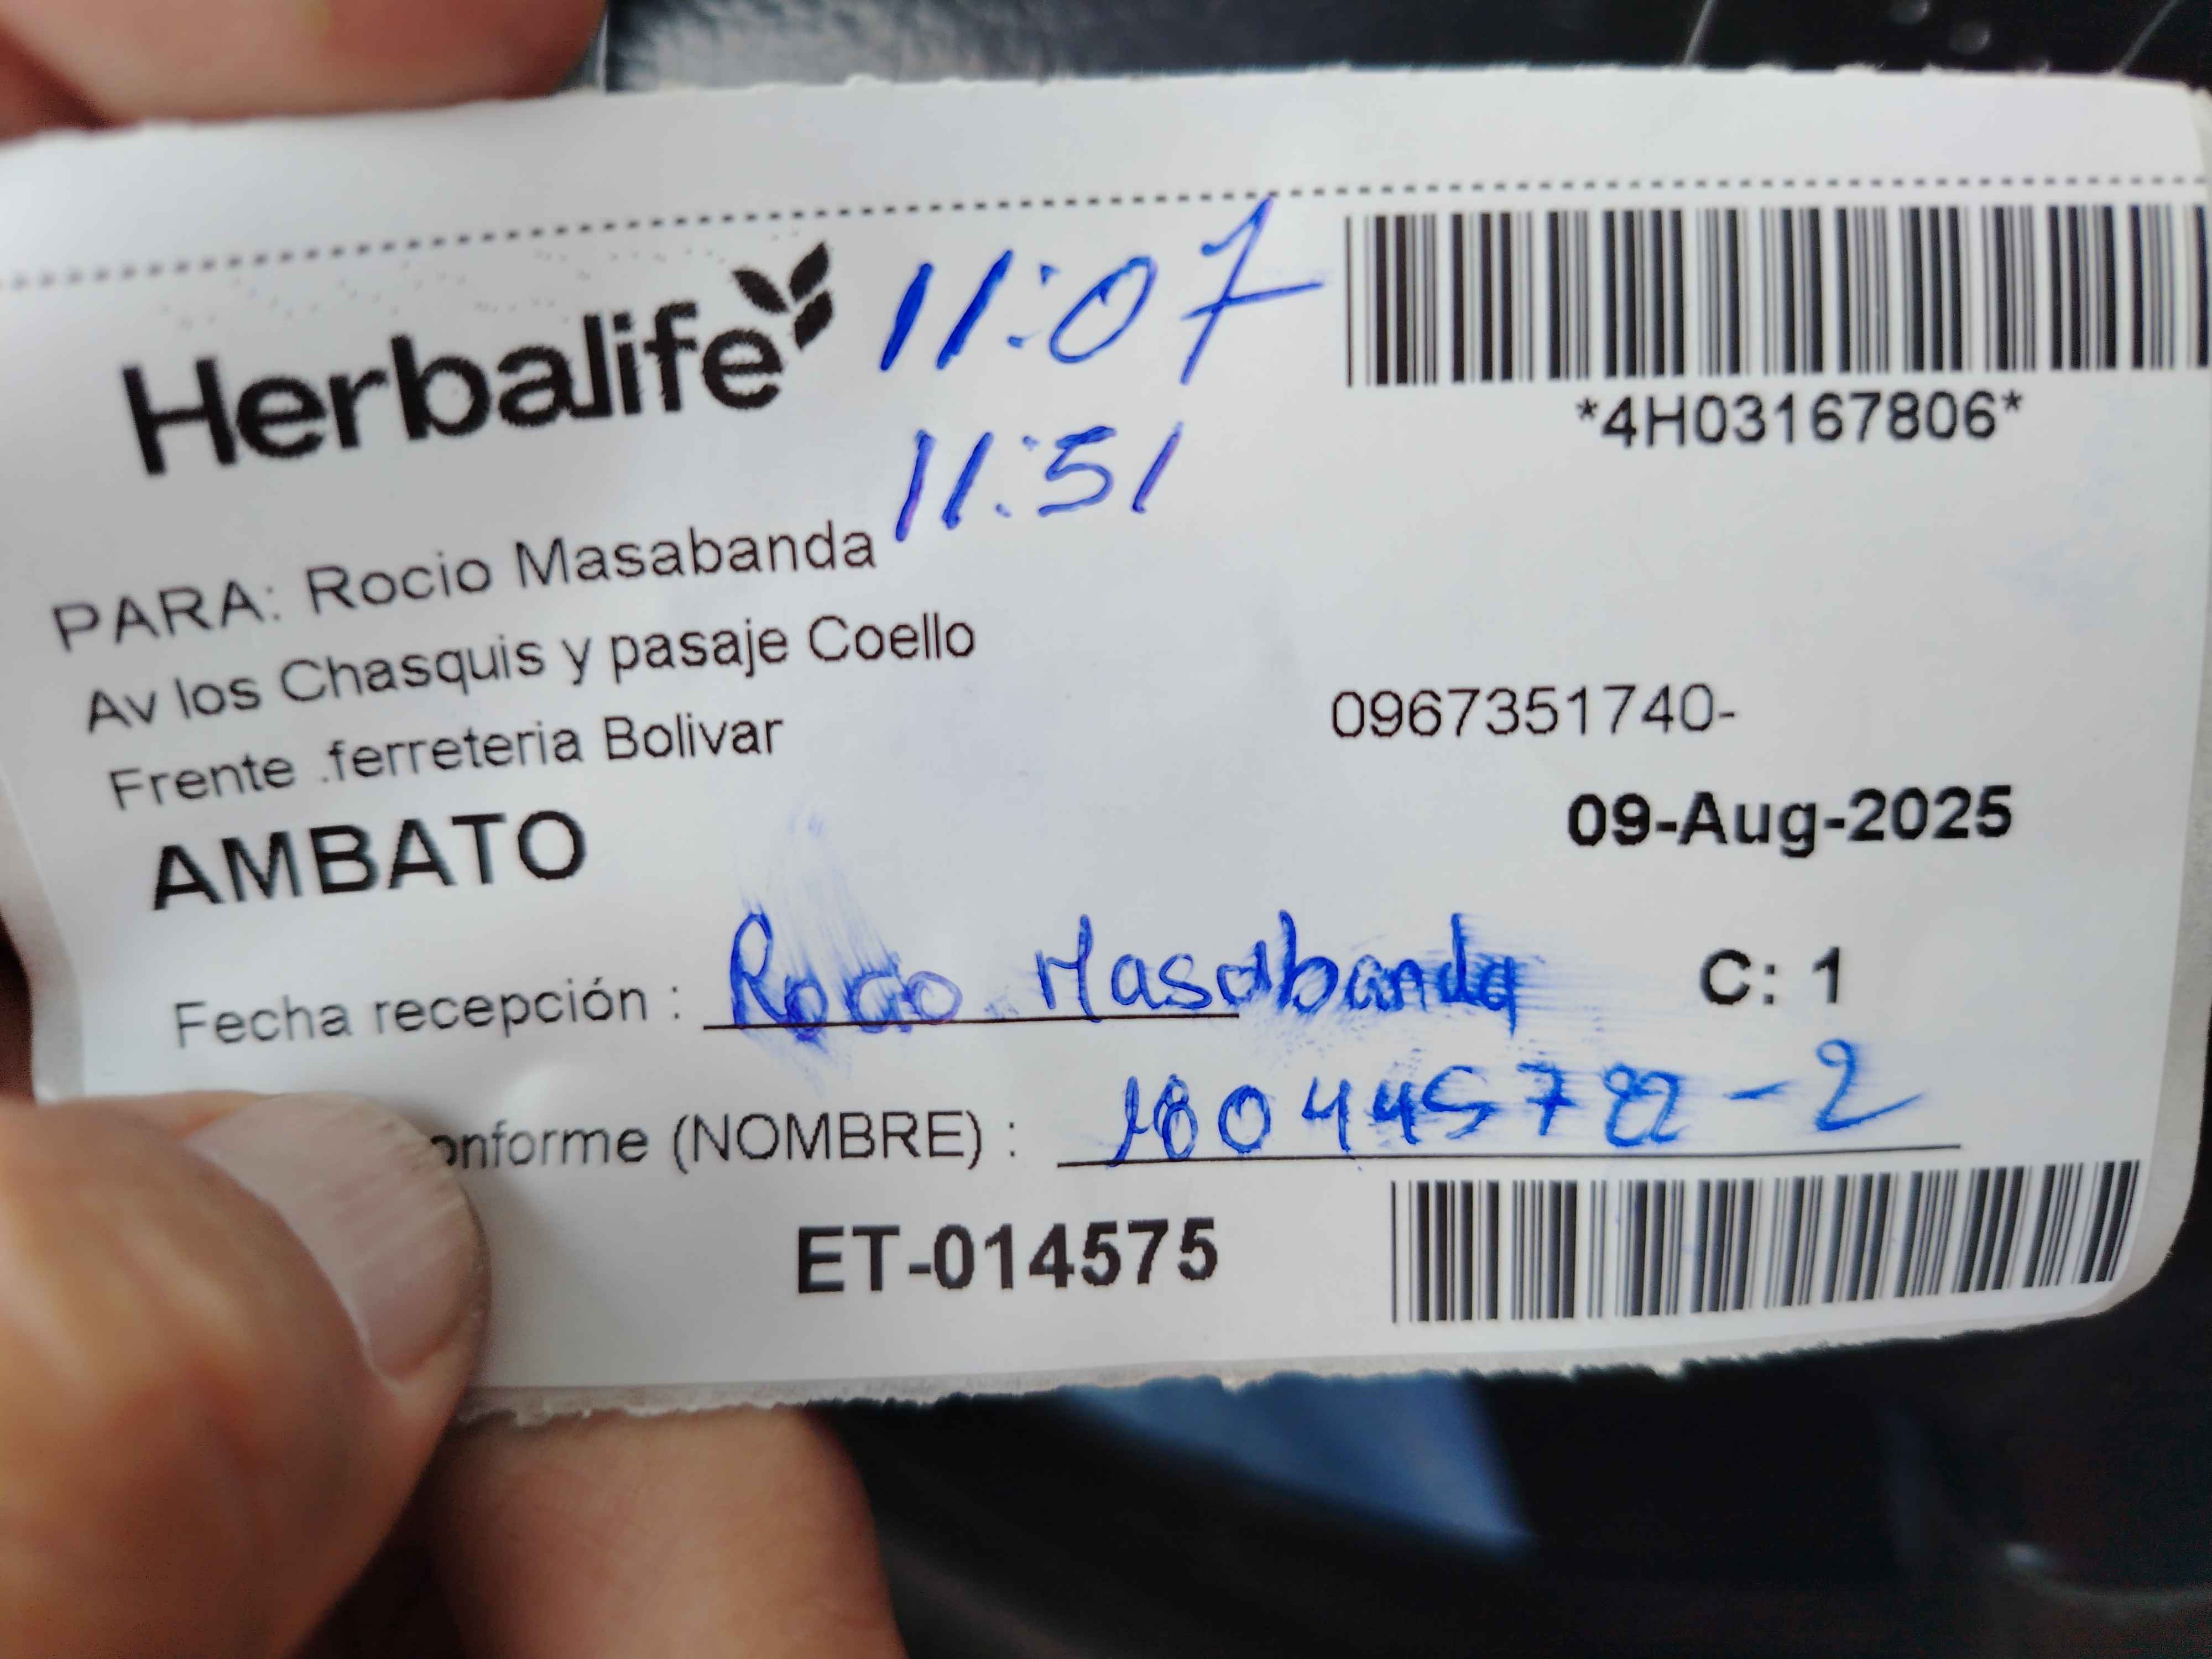 Herbalife
11:07
11:51
*4H03167806*
PARA: Rocio Masabanda
Av los Chasquis y pasaje Coello
Frente .ferreteria Bolivar
0967351740-
AMBATO
09-Aug-2025
Fecha recepción : Rocio Masabanda
C: 1
onforme (NOMBRE) : 180445722-2
ET-014575